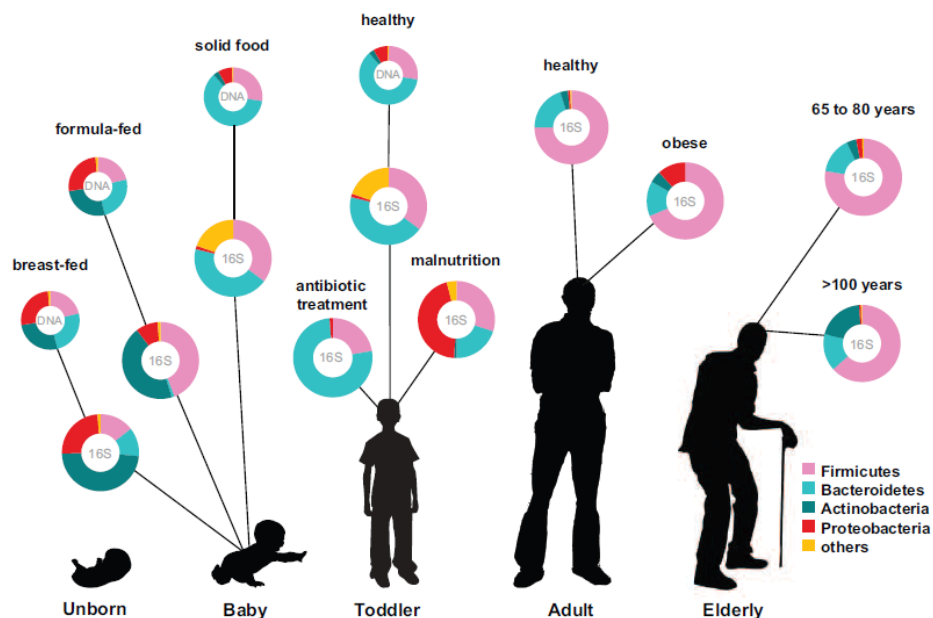 healthy
solid food
DNA
DNA
healthy
formula-fed
65 to 80 years
16S
obese
DNA
16S
16S
16S
breast-fed
16S
16S
malnutrition
antibiotic
treatment
>100 years
DNA
16S
16S
16S
16S
16S
Firmicutes
Bacteroidetes
Actinobacteria
Proteobacteria
others
Unborn
Baby
Toddler
Adult
Elderly